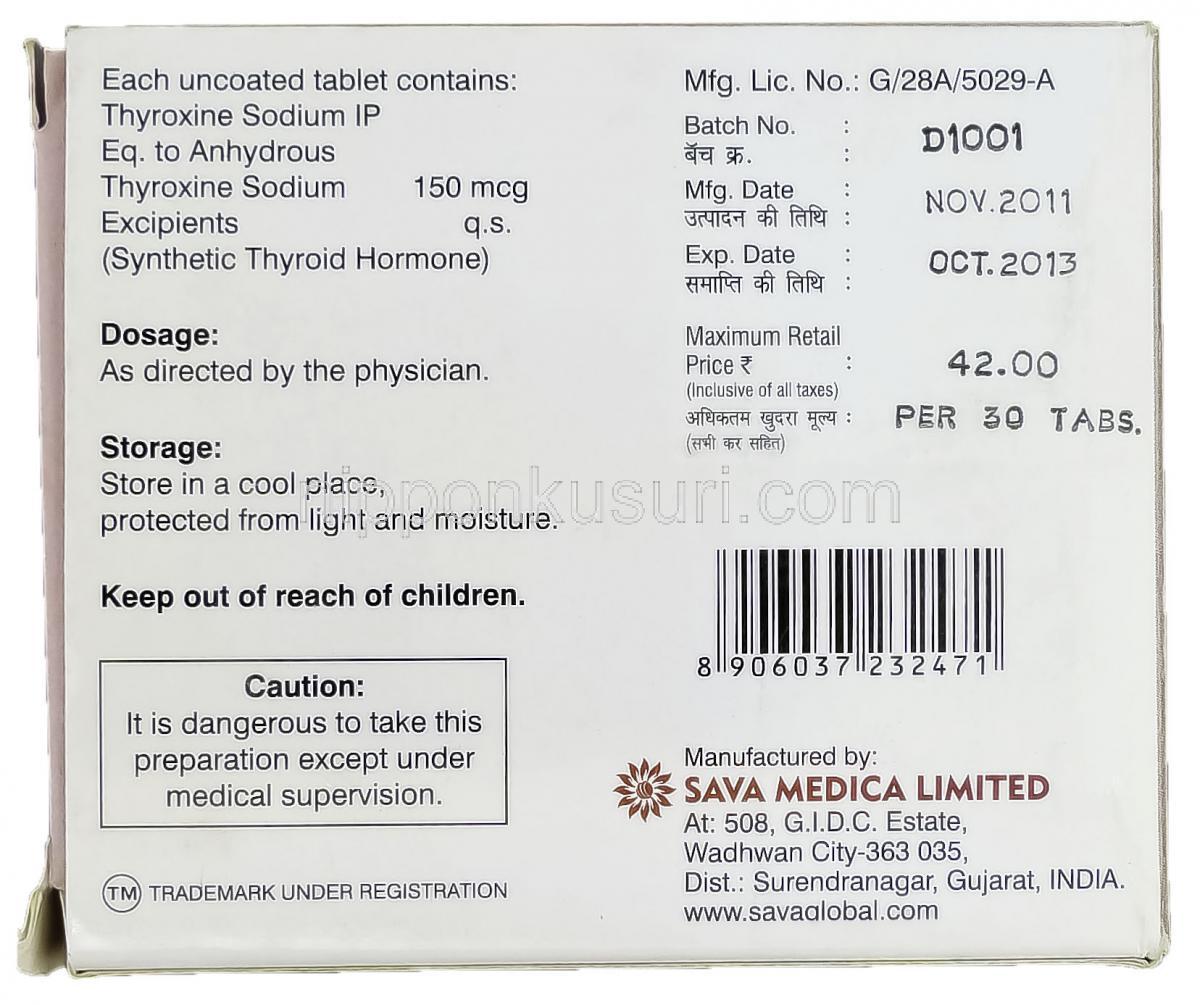 Each uncoated tablet contains:
Thyroxine Sodium IP
Eq. to Anhydrous
Thyroxine Sodium 150 mcg
Excipients q.s.
(Synthetic Thyroid Hormone)
Dosage:
As directed by the physician.
Storage:
Store in a cool place,
protected from light and moisture.
Keep out of reach of children.
Caution:
It is dangerous to take this
preparation except under
medical supervision.
TM TRADEMARK UNDER REGISTRATION
Mfg. Lic. No.: G/28A/5029-A
Batch No. : D1001
बॅच क्र. :
Mfg. Date : NOV.2011
उत्पादन की तिथि :
Exp. Date : OCT.2013
समाप्ति की तिथि :
Maximum Retail
Price ₹ : 42.00
(Inclusive of all taxes)
अधिकतम खुदरा मूल्य : PER 30 TABS.
(सभी कर सहित)
nipponkusuri.com
8 906037 232471
Manufactured by:
SAVA MEDICA LIMITED
At: 508, G.I.D.C. Estate,
Wadhwan City-363 035,
Dist.: Surendranagar, Gujarat, INDIA.
www.savaglobal.com